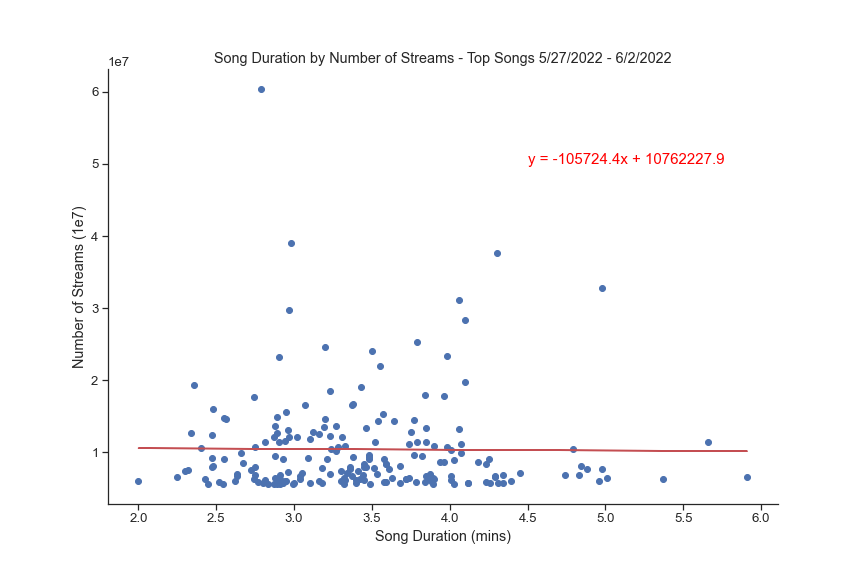 Song Duration by Number of Streams - Top Songs 5/27/2022 - 6/2/2022
1e7
6
y = -105724.4x + 10762227.9
5
4
3
2
1
Number of Streams (1e7)
2.0 2.5 3.0 3.5 4.0 4.5 5.0 5.5 6.0
Song Duration (mins)